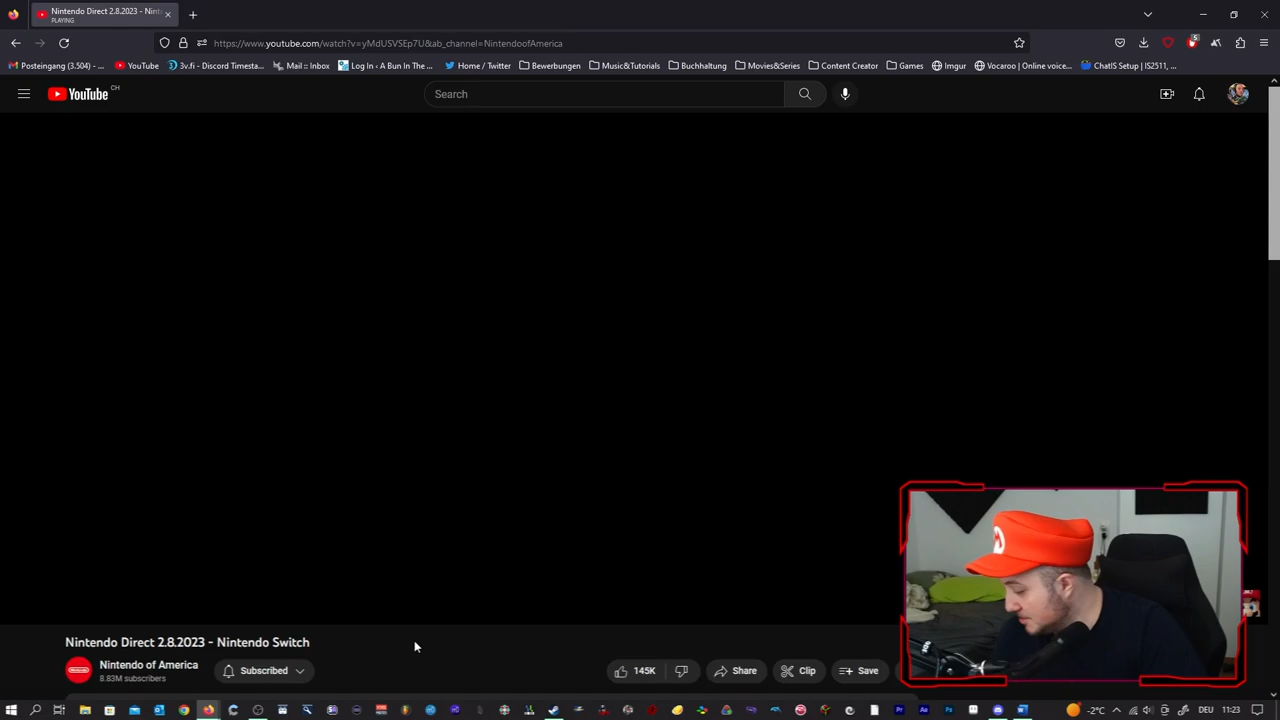 Nintendo Direct 2.8.2023 - Nint
PLAYING
https://www.youtube.com/watch?v=yMdUSVSEp7U&ab_channel=NintendoofAmerica
5
Posteingang (3.504) - ... YouTube 3v.fi - Discord Timesta... Mail :: Inbox Log In ‹ A Bun In The ... Home / Twitter Bewerbungen Music&Tutorials Buchhaltung Movies&Series Content Creator Games Imgur Vocaroo | Online voice... ChatIS Setup | IS2511, ...
YouTube CH Search
M
Nintendo Direct 2.8.2023 - Nintendo Switch
Nintendo of America
8.83M subscribers
Subscribed 145K Share Clip Save
-2°C DEU 11:23